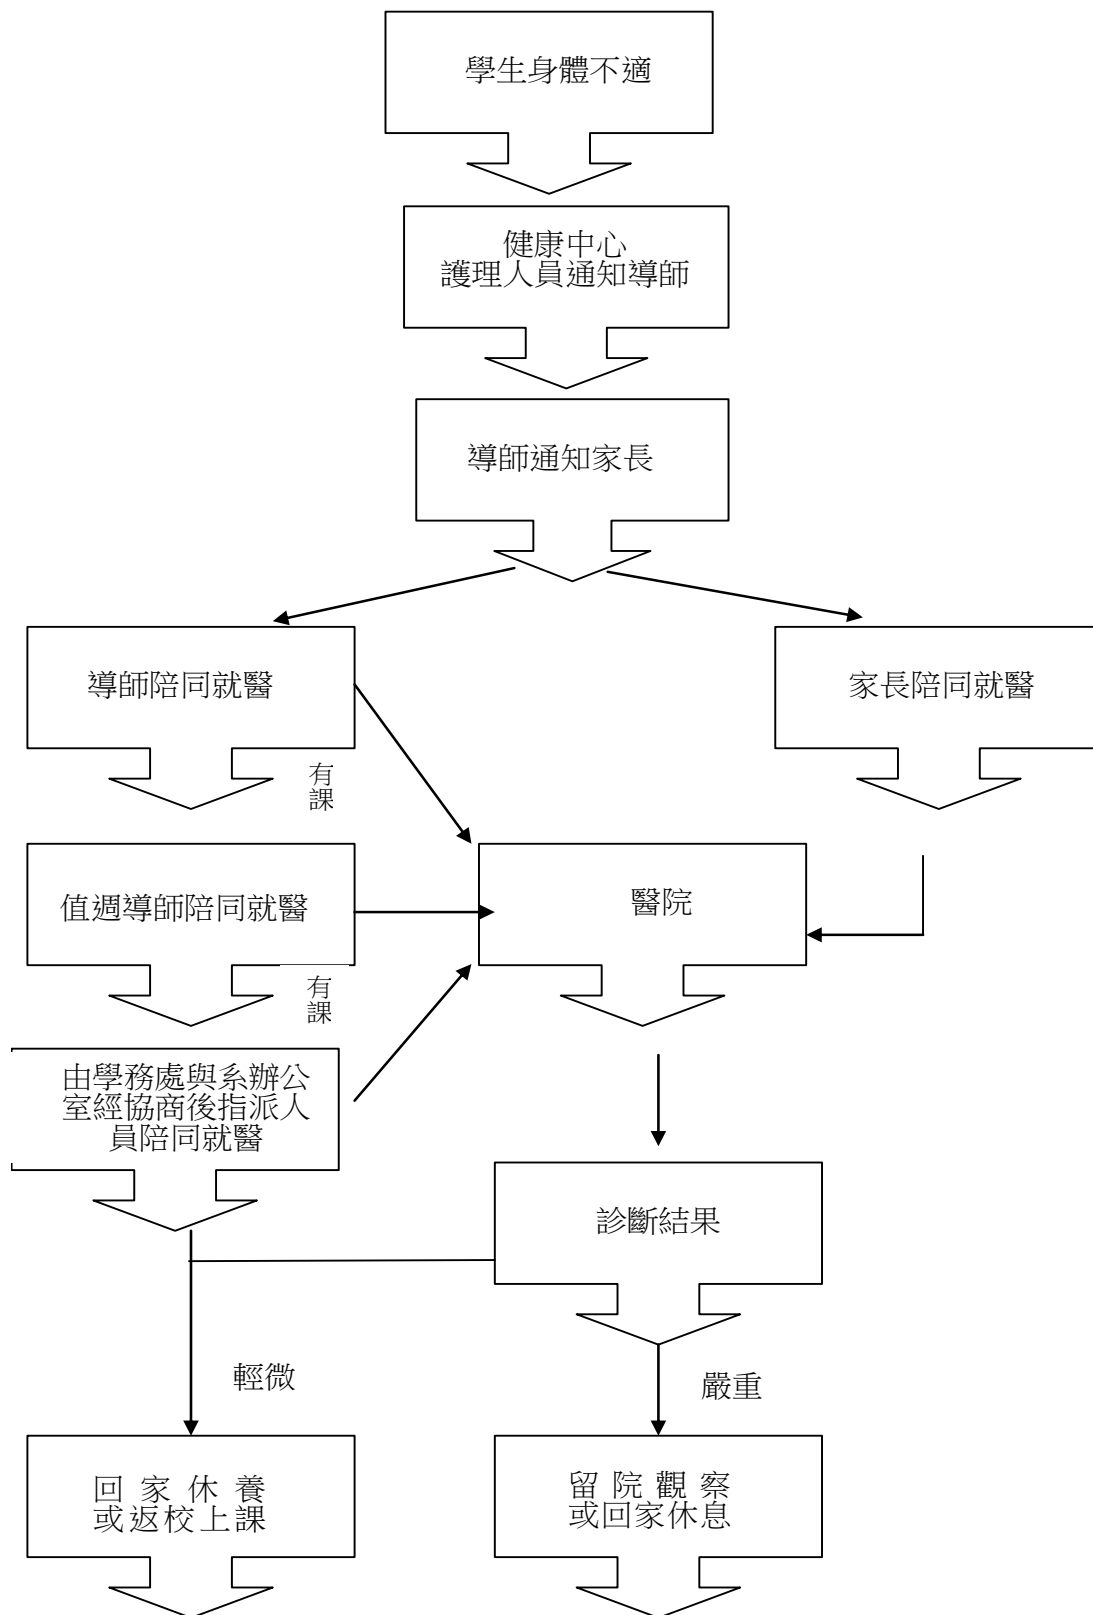 學生身體不適
健康中心
護理人員通知導師
導師通知家長
導師陪同就醫
家長陪同就醫
有
課
值週導師陪同就醫
醫院
有
課
由學務處與系辦公
室經協商後指派人
員陪同就醫
診斷結果
輕微
嚴重
回家休養
或返校上課
留院觀察
或回家休息